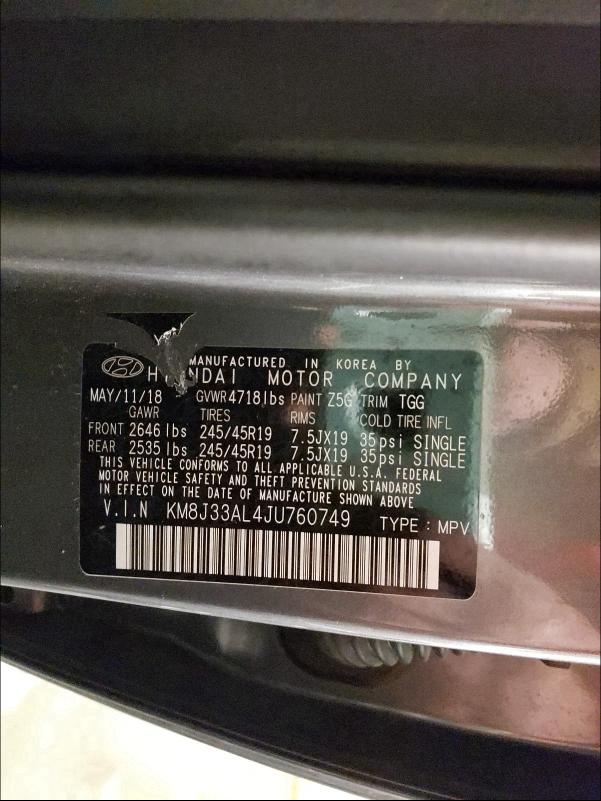 MANUFACTURED IN KOREA BY
HYUNDAI MOTOR COMPANY
MAY/11/18 GVWR 4718lbs PAINT Z5G TRIM TGG
GAWR TIRES RIMS COLD TIRE INFL
FRONT 2646 lbs 245/45R19 7.5JX19 35psi SINGLE
REAR 2535 lbs 245/45R19 7.5JX19 35psi SINGLE
THIS VEHICLE CONFORMS TO ALL APPLICABLE U.S.A. FEDERAL
MOTOR VEHICLE SAFETY AND THEFT PREVENTION STANDARDS
IN EFFECT ON THE DATE OF MANUFACTURE SHOWN ABOVE
V.I.N KM8J33AL4JU760749 TYPE : MPV